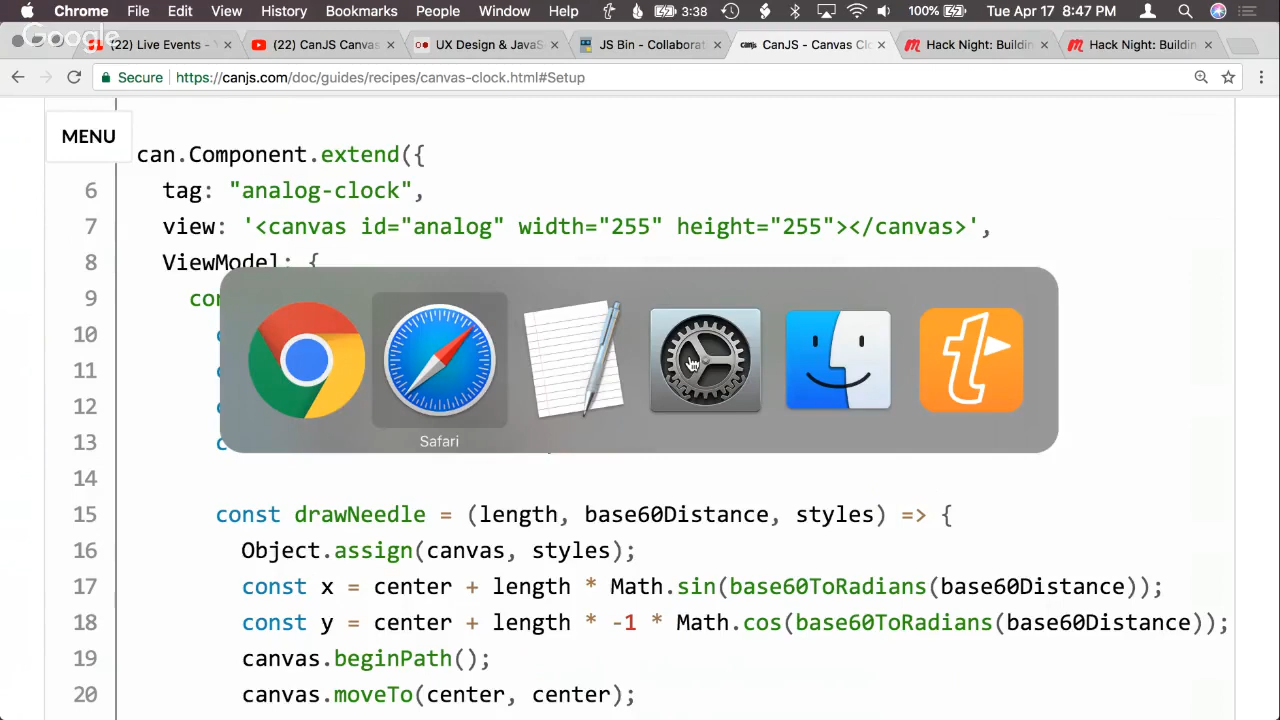 Chrome File Edit View History Bookmarks People Window Help 3:38 100% Tue Apr 17 8:47 PM
Google
(22) Live Events - (22) CanJS Canvas UX Design & JavaS JS Bin - Collaborat CanJS - Canvas Clo Hack Night: Building Hack Night: Building
Secure https://canjs.com/doc/guides/recipes/canvas-clock.html#Setup
MENU
can.Component.extend({
6 tag: "analog-clock",
7 view: '<canvas id="analog" width="255" height="255"></canvas>',
8 ViewModel: {
9
10
11
12
13
Safari
14
15 const drawNeedle = (length, base60Distance, styles) => {
16 Object.assign(canvas, styles);
17 const x = center + length * Math.sin(base60ToRadians(base60Distance));
18 const y = center + length * -1 * Math.cos(base60ToRadians(base60Distance));
19 canvas.beginPath();
20 canvas.moveTo(center, center);